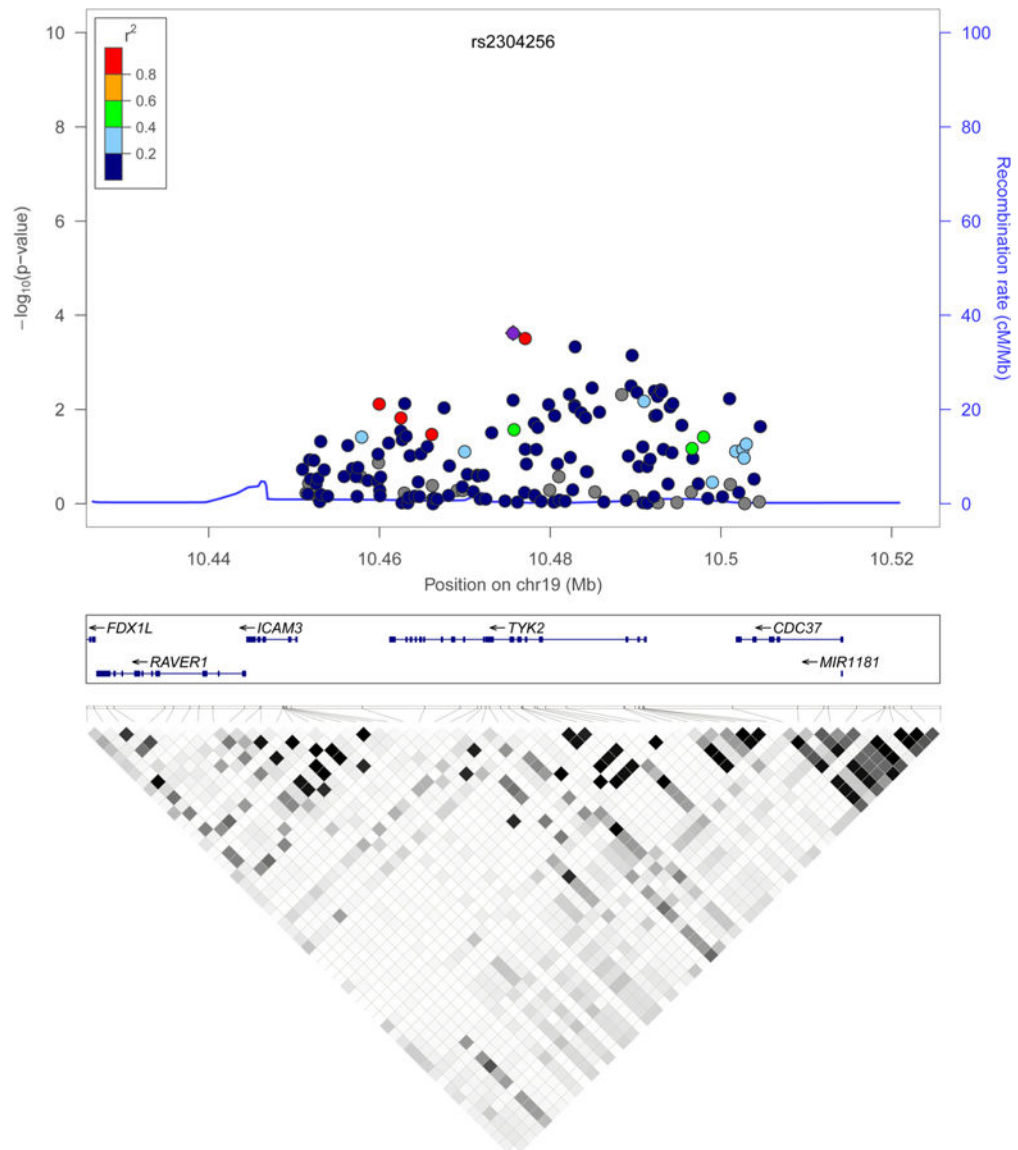 rs2304256
r²
0.8
0.6
0.4
0.2
10
8
6
4
2
0
−log₁₀(p−value)
100
80
60
40
20
0
Recombination rate (cM/Mb)
10.44
10.46
10.48
10.5
10.52
Position on chr19 (Mb)
←FDX1L
←ICAM3
←TYK2
←CDC37
←RAVER1
←MIR1181